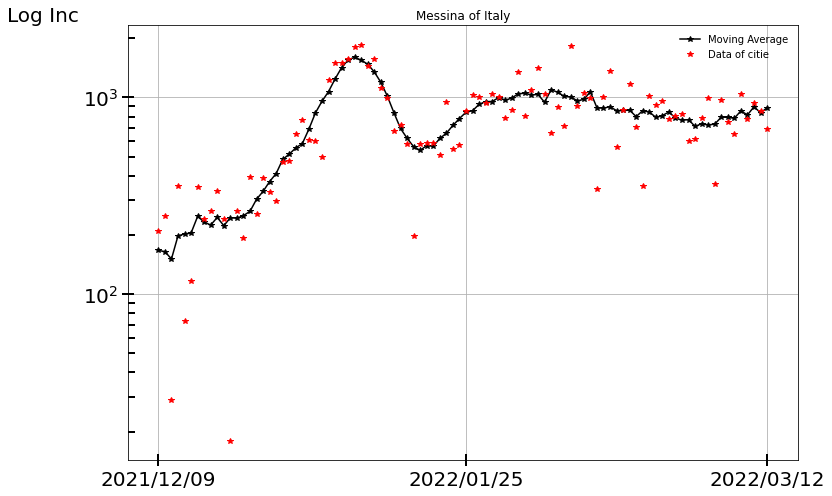 Log Inc
Messina of Italy
Moving Average
Data of citie
10³
10²
2021/12/09 2022/01/25 2022/03/12